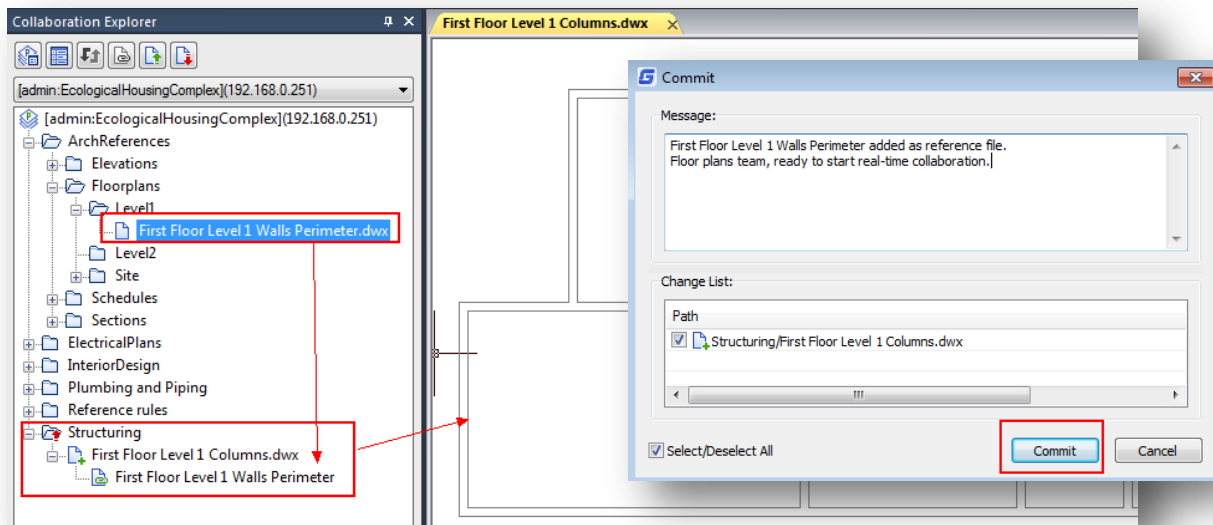 Collaboration Explorer
[admin:EcologicalHousingComplex](192.168.0.251)
[admin:EcologicalHousingComplex](192.168.0.251)
ArchReferences
Elevations
Floorplans
Level1
First Floor Level 1 Walls Perimeter.dwx
Level2
Site
Schedules
Sections
ElectricalPlans
InteriorDesign
Plumbing and Piping
Reference rules
Structuring
First Floor Level 1 Columns.dwx
First Floor Level 1 Walls Perimeter
First Floor Level 1 Columns.dwx
Commit
Message:
First Floor Level 1 Walls Perimeter added as reference file.
Floor plans team, ready to start real-time collaboration.
Change List:
Path
Structuring/First Floor Level 1 Columns.dwx
Select/Deselect All
Commit
Cancel